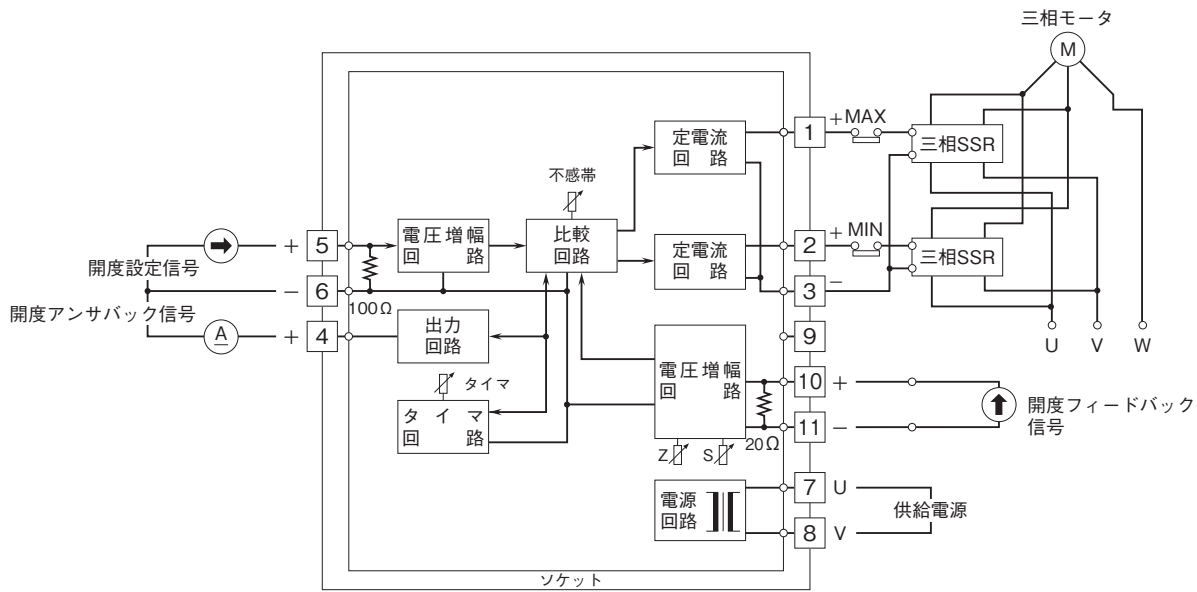 三相モータ
M
+MAX
1
定電流
回 路
三相SSR
不感帯
5
+
電圧増幅
回 路
比較
回路
+MIN
2
定電流
回 路
三相SSR
開度設定信号
6
−
3
−
100Ω
開度アンサバック信号
A
+
4
出力
回路
9
U V W
電圧増幅
回 路
10
+
タイマ
タイマ
回 路
開度フィードバック
信号
11
−
20Ω
Z
S
電源
回路
7
U
供給電源
8
V
ソケット